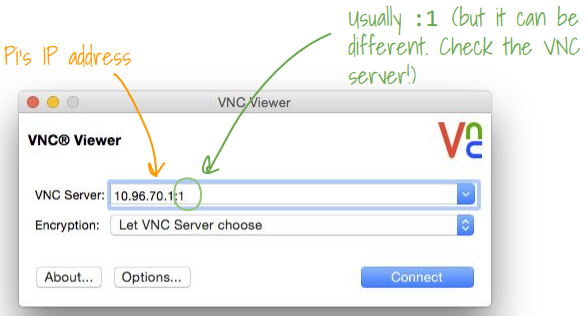 Usually :1 (but it can be
different. Check the VNC
server!)
Pi's IP address
VNC Viewer
VNC® Viewer
VNC
VNC Server: 10.96.70.1:1
Encryption: Let VNC Server choose
About... Options... Connect